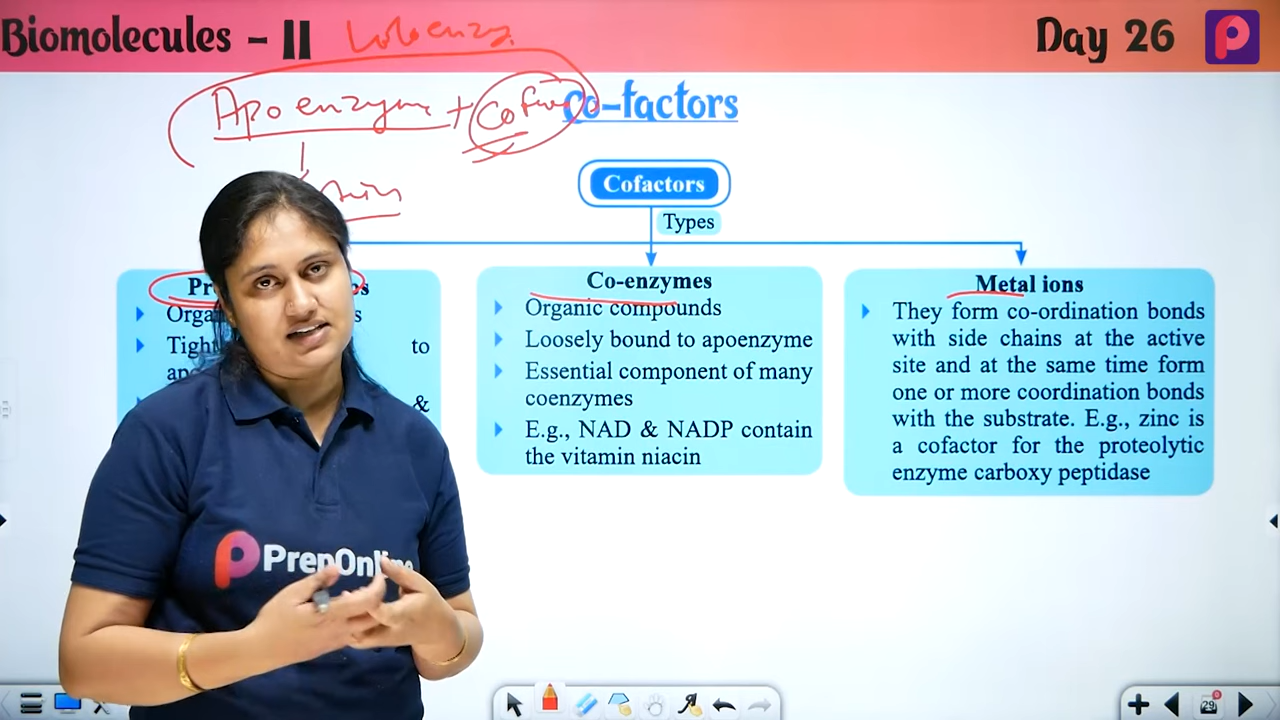 Biomolecules - II
Day 26
Apoenzyme +
Co-factors
Cofactors
Types
Co-enzymes
Organic compounds
Loosely bound to apoenzyme
Essential component of many
coenzymes
E.g., NAD & NADP contain
the vitamin niacin
Metal ions
They form co-ordination bonds
with side chains at the active
site and at the same time form
one or more coordination bonds
with the substrate. E.g., zinc is
a cofactor for the proteolytic
enzyme carboxy peptidase
to
&
PrepOnline
29